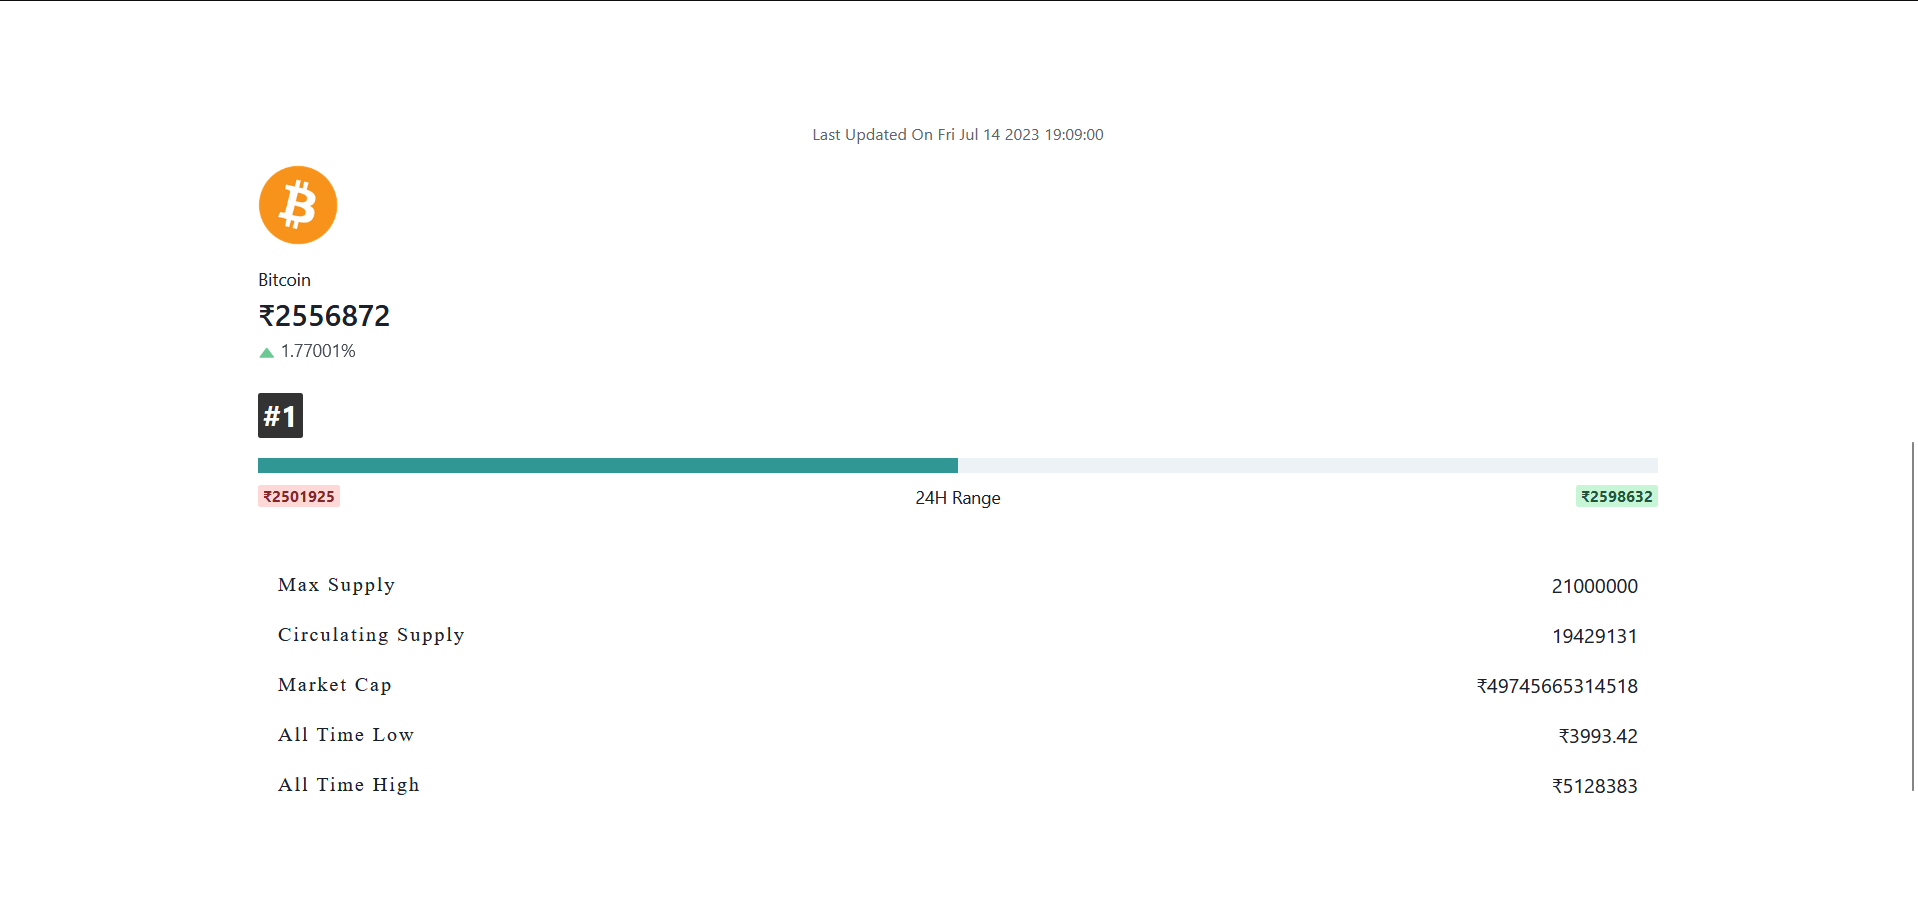 Last Updated On Fri Jul 14 2023 19:09:00
Bitcoin
₹2556872
1.77001%
#1
₹2501925 24H Range ₹2598632
Max Supply 21000000
Circulating Supply 19429131
Market Cap ₹49745665314518
All Time Low ₹3993.42
All Time High ₹5128383